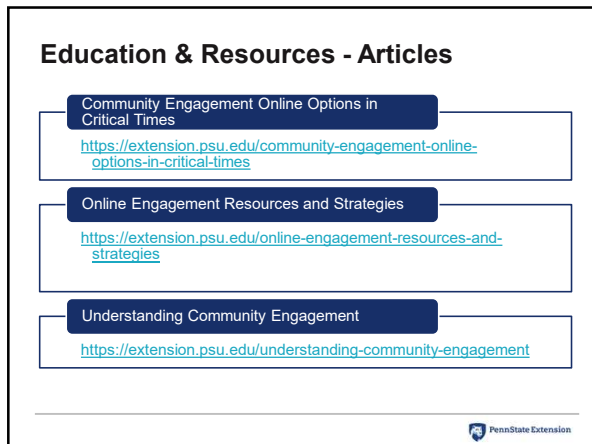 Education & Resources - Articles
Community Engagement Online Options in
Critical Times
https://extension.psu.edu/community-engagement-online-
options-in-critical-times
Online Engagement Resources and Strategies
https://extension.psu.edu/online-engagement-resources-and-
strategies
Understanding Community Engagement
https://extension.psu.edu/understanding-community-engagement
PennState Extension